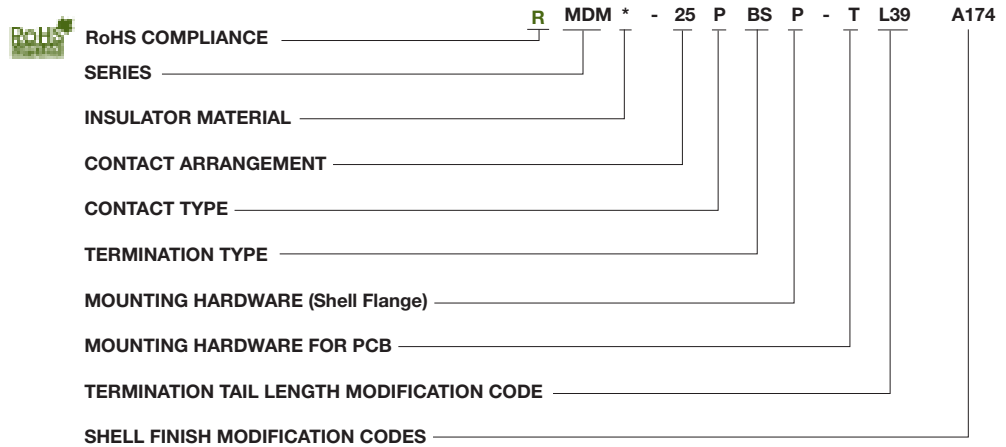 R MDM * - 25 P BS P - T L39 A174
RoHS
RoHS COMPLIANCE
SERIES
INSULATOR MATERIAL
CONTACT ARRANGEMENT
CONTACT TYPE
TERMINATION TYPE
MOUNTING HARDWARE (Shell Flange)
MOUNTING HARDWARE FOR PCB
TERMINATION TAIL LENGTH MODIFICATION CODE
SHELL FINISH MODIFICATION CODES